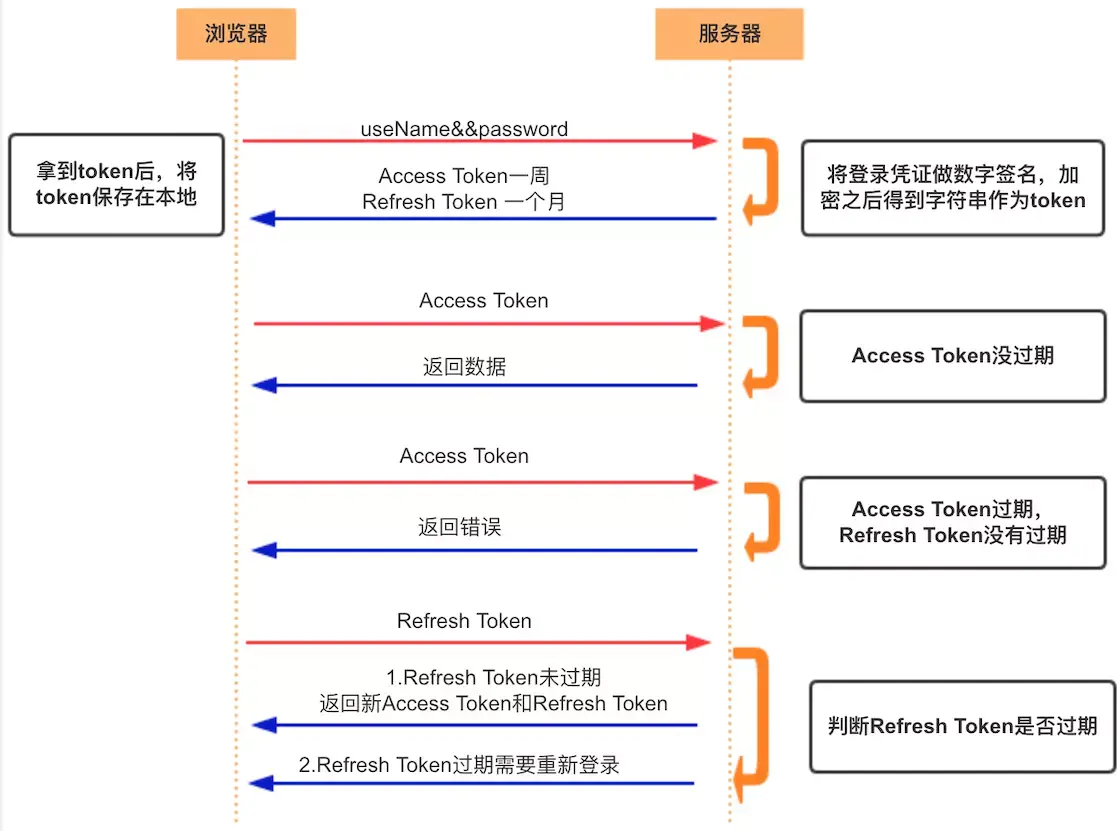 浏览器
服务器
useName&&password
拿到token后，将
token保存在本地
Access Token一周
Refresh Token 一个月
将登录凭证做数字签名，加
密之后得到字符串作为token
Access Token
返回数据
Access Token没过期
Access Token
返回错误
Access Token过期，
Refresh Token没有过期
Refresh Token
1.Refresh Token未过期
返回新Access Token和Refresh Token
2.Refresh Token过期需要重新登录
判断Refresh Token是否过期